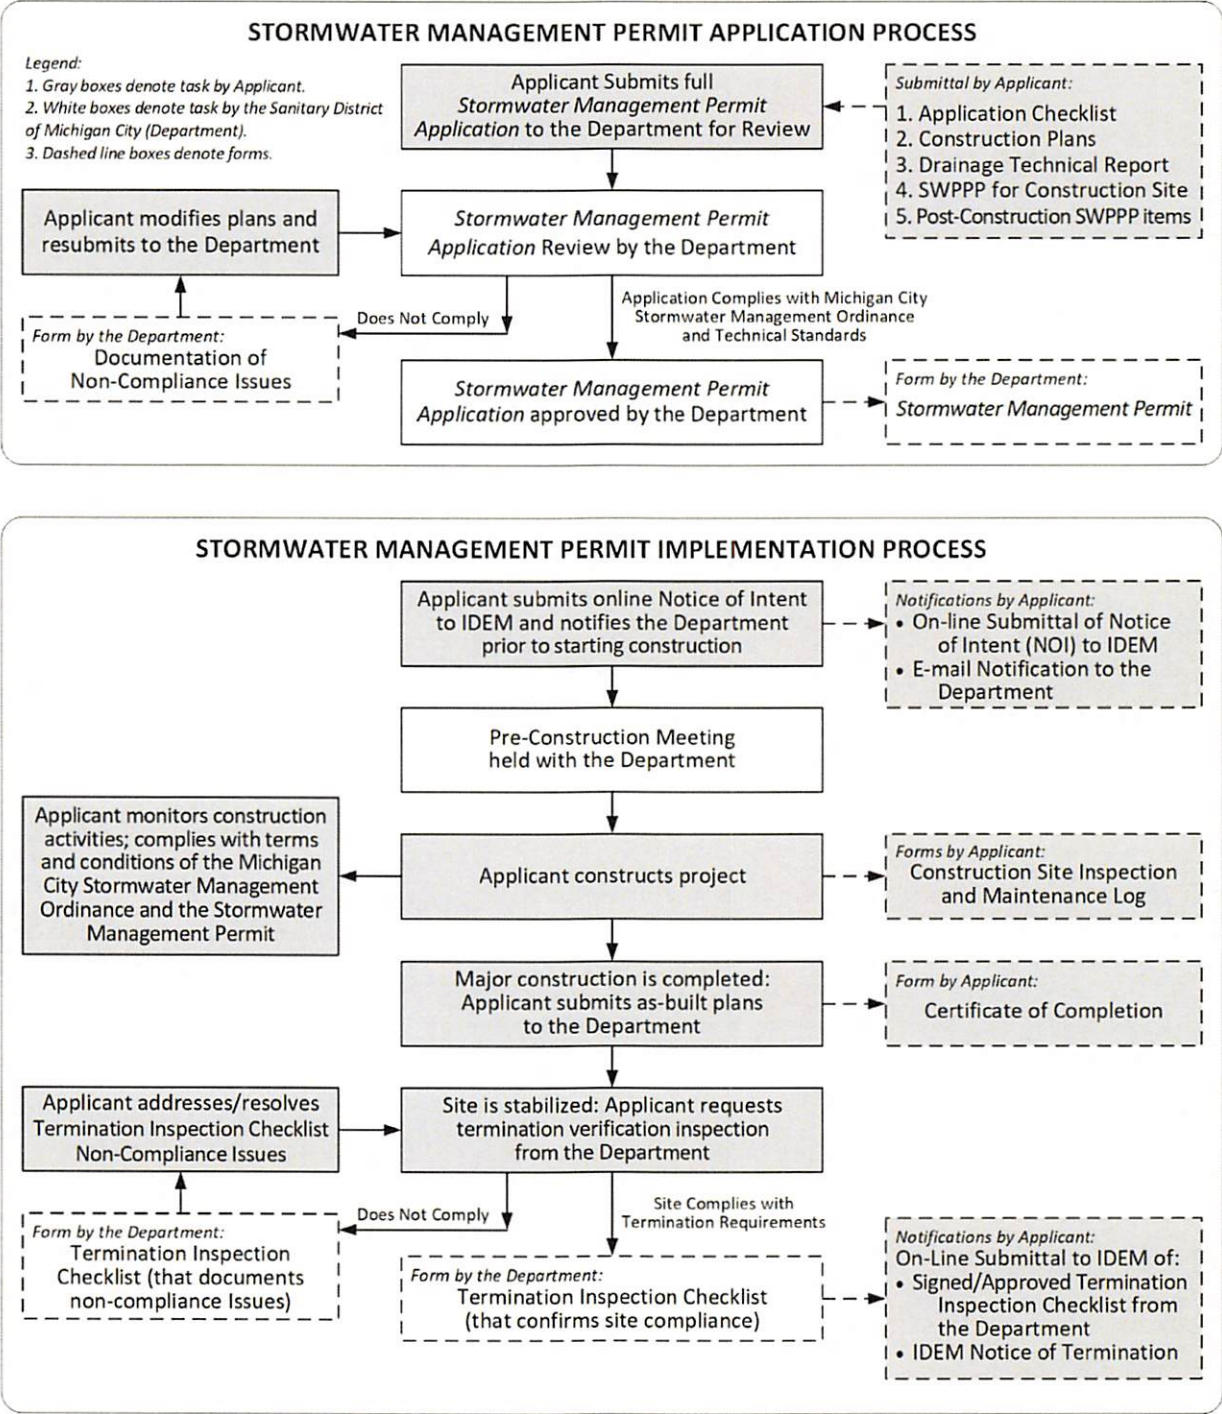 STORMWATER MANAGEMENT PERMIT APPLICATION PROCESS
Legend:
1. Gray boxes denote task by Applicant.
2. White boxes denote task by the Sanitary District
of Michigan City (Department).
3. Dashed line boxes denote forms.
Applicant Submits full
Stormwater Management Permit
Application to the Department for Review
Submittal by Applicant:
1. Application Checklist
2. Construction Plans
3. Drainage Technical Report
4. SWPPP for Construction Site
5. Post-Construction SWPPP items
Applicant modifies plans and
resubmits to the Department
Stormwater Management Permit
Application Review by the Department
Does Not Comply
Application Complies with Michigan City
Stormwater Management Ordinance
and Technical Standards
Form by the Department:
Documentation of
Non-Compliance Issues
Stormwater Management Permit
Application approved by the Department
Form by the Department:
Stormwater Management Permit
STORMWATER MANAGEMENT PERMIT IMPLEMENTATION PROCESS
Applicant submits online Notice of Intent
to IDEM and notifies the Department
prior to starting construction
Notifications by Applicant:
• On-line Submittal of Notice
of Intent (NOI) to IDEM
• E-mail Notification to the
Department
Pre-Construction Meeting
held with the Department
Applicant monitors construction
activities; complies with terms
and conditions of the Michigan
City Stormwater Management
Ordinance and the Stormwater
Management Permit
Applicant constructs project
Forms by Applicant:
Construction Site Inspection
and Maintenance Log
Major construction is completed:
Applicant submits as-built plans
to the Department
Form by Applicant:
Certificate of Completion
Applicant addresses/resolves
Termination Inspection Checklist
Non-Compliance Issues
Site is stabilized: Applicant requests
termination verification inspection
from the Department
Does Not Comply
Site Complies with
Termination Requirements
Form by the Department:
Termination Inspection
Checklist (that documents
non-compliance Issues)
Form by the Department:
Termination Inspection Checklist
(that confirms site compliance)
Notifications by Applicant:
On-Line Submittal to IDEM of:
• Signed/Approved Termination
Inspection Checklist from
the Department
• IDEM Notice of Termination